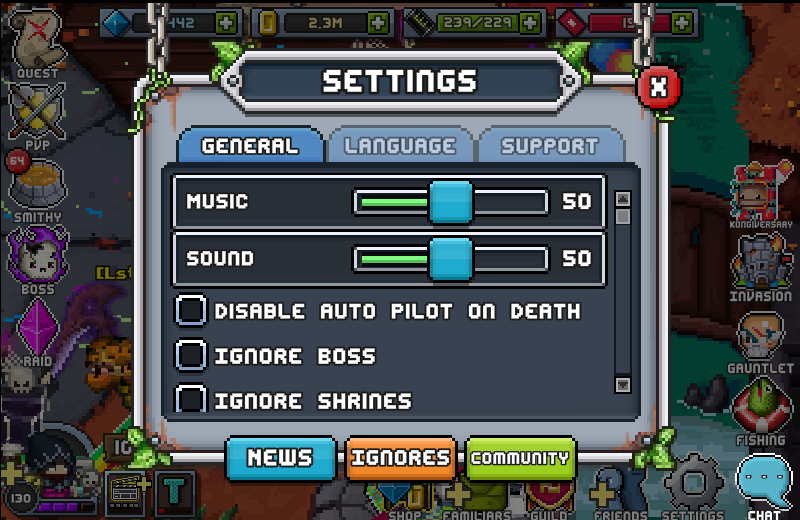 2.3M
239/229
SETTINGS
X
QUEST
PVP
64
SMITHY
BOSS
RAID
GENERAL
LANGUAGE
SUPPORT
MUSIC
50
SOUND
50
DISABLE AUTO PILOT ON DEATH
IGNORE BOSS
IGNORE SHRINES
KONGIVERSARY
INVASION
GAUNTLET
FISHING
NEWS
IGNORES
COMMUNITY
130
T
SHOP
FAMILIARS
GUILD
FRIENDS
SETTINGS
CHAT